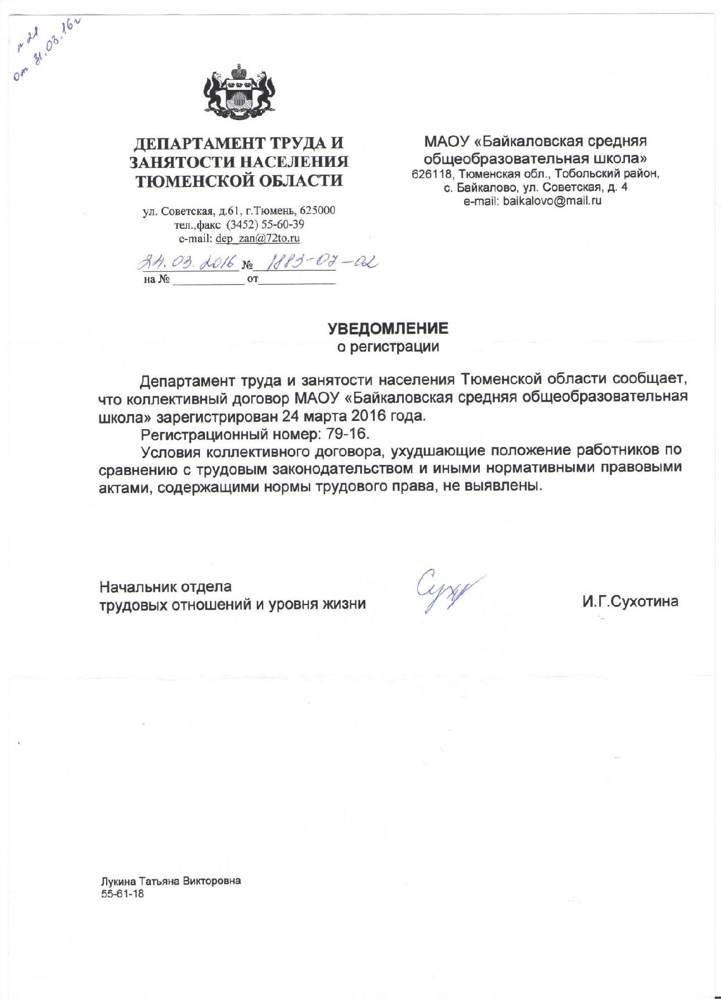 № 21
от 31.03.16г
ДЕПАРТАМЕНТ ТРУДА И
ЗАНЯТОСТИ НАСЕЛЕНИЯ
ТЮМЕНСКОЙ ОБЛАСТИ
ул. Советская, д.61, г.Тюмень, 625000
тел.,факс (3452) 55-60-39
e-mail: dep_zan@72to.ru
24.03.2016 № 1883-07-02
на № ____________ от ____________
МАОУ «Байкаловская средняя
общеобразовательная школа»
626118, Тюменская обл., Тобольский район,
с. Байкалово, ул. Советская, д. 4
e-mail: baikalovo@mail.ru
УВЕДОМЛЕНИЕ
о регистрации
Департамент труда и занятости населения Тюменской области сообщает,
что коллективный договор МАОУ «Байкаловская средняя общеобразовательная
школа» зарегистрирован 24 марта 2016 года.
Регистрационный номер: 79-16.
Условия коллективного договора, ухудшающие положение работников по
сравнению с трудовым законодательством и иными нормативными правовыми
актами, содержащими нормы трудового права, не выявлены.
Начальник отдела
трудовых отношений и уровня жизни
И.Г.Сухотина
Лукина Татьяна Викторовна
55-61-18